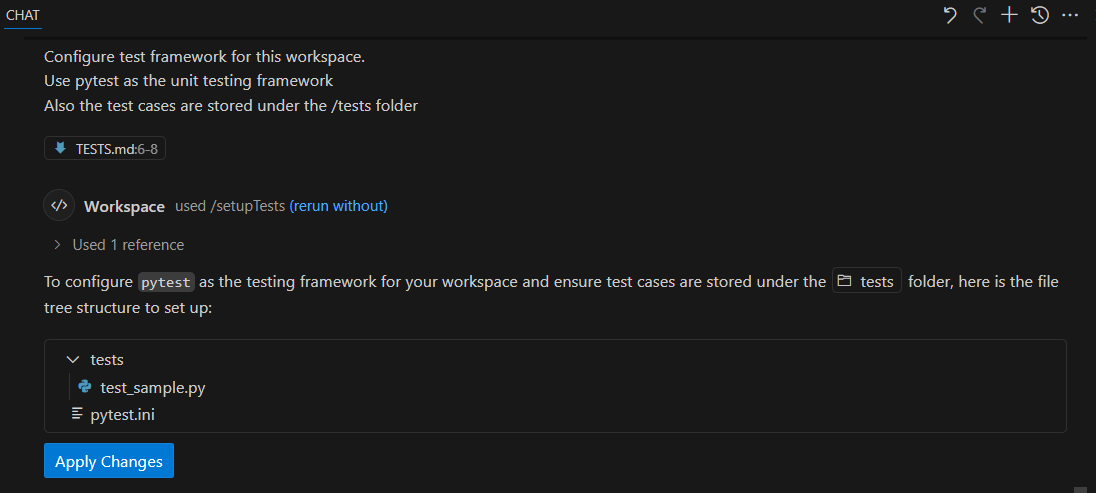 CHAT
Configure test framework for this workspace.
Use pytest as the unit testing framework
Also the test cases are stored under the /tests folder
TESTS.md:6-8
Workspace used /setupTests (rerun without)
Used 1 reference
To configure pytest as the testing framework for your workspace and ensure test cases are stored under the tests folder, here is the file
tree structure to set up:
tests
test_sample.py
pytest.ini
Apply Changes